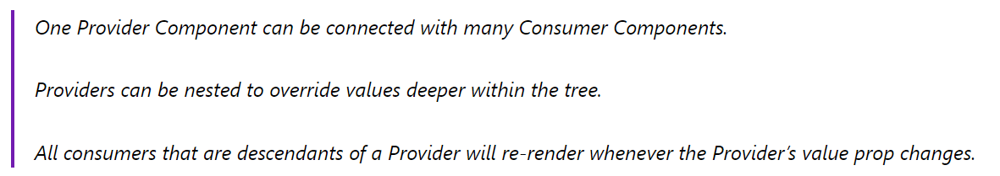 One Provider Component can be connected with many Consumer Components.
Providers can be nested to override values deeper within the tree.
All consumers that are descendants of a Provider will re-render whenever the Provider’s value prop changes.